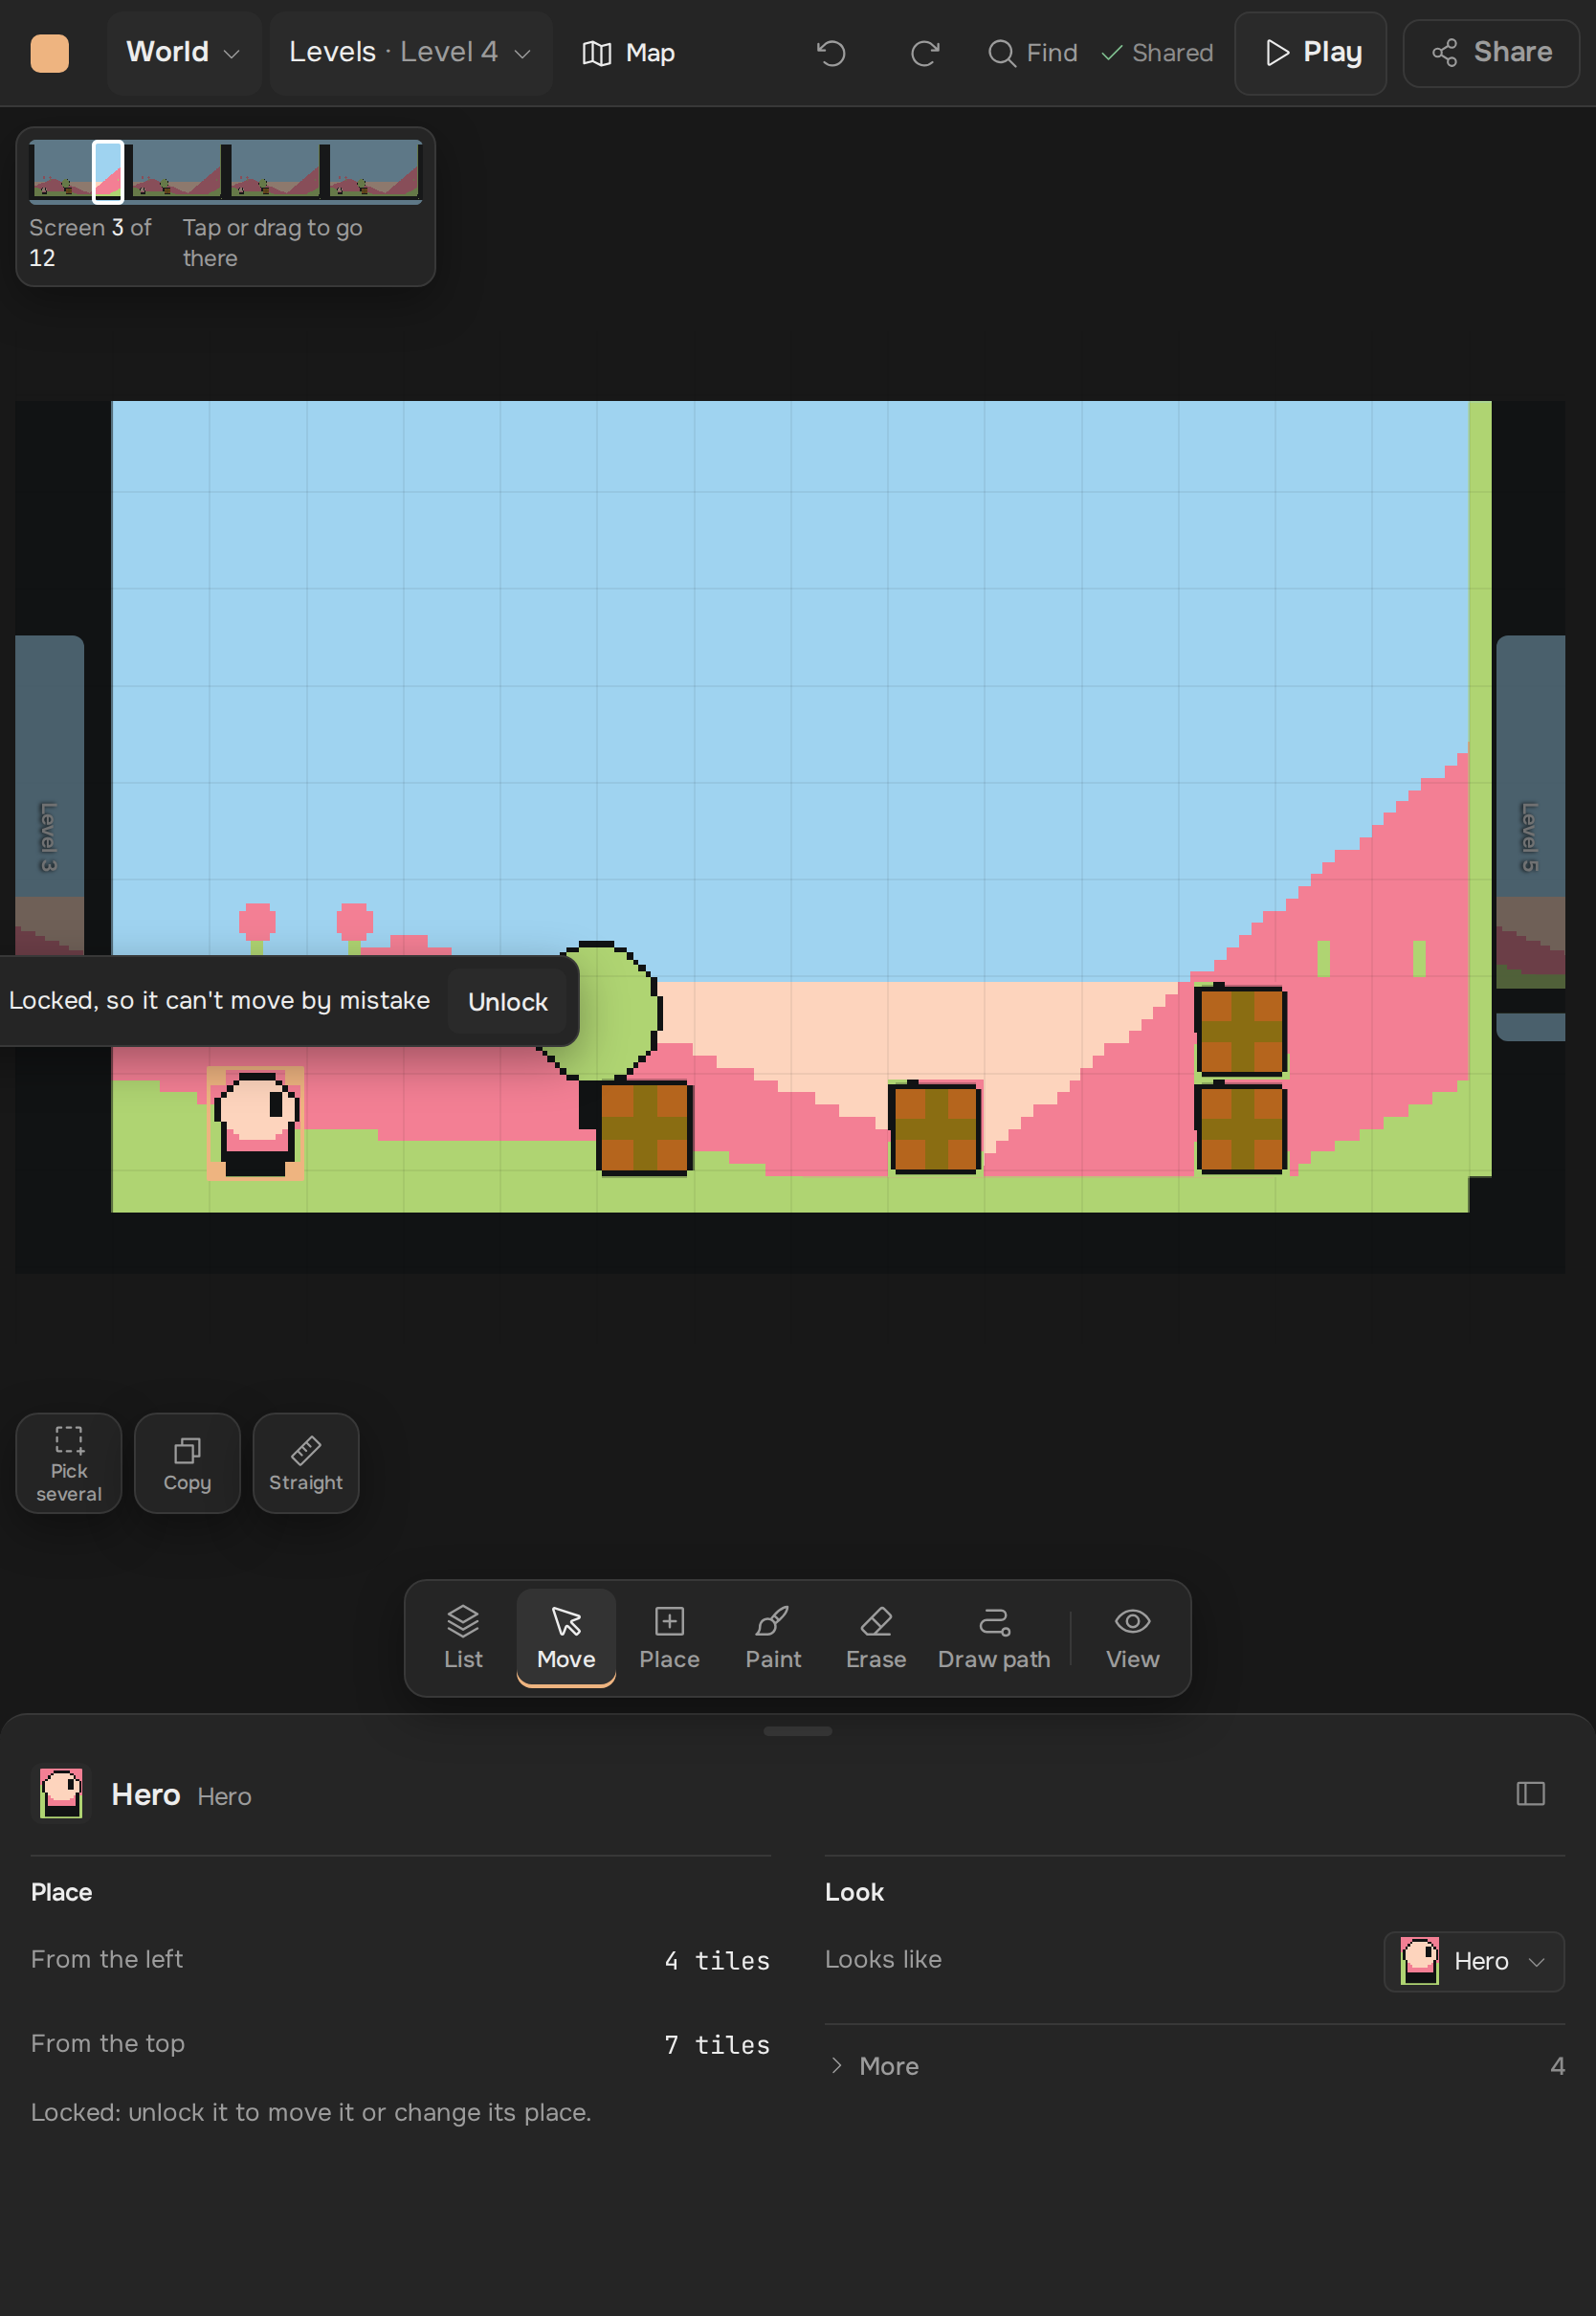 World
Levels · Level 4
Map
Find
Shared
Play
Share
Screen 3 of
12
Tap or drag to go
there
Level 3
Level 5
Locked, so it can't move by mistake
Unlock
Pick
several
Copy
Straight
List
Move
Place
Paint
Erase
Draw path
View
Hero Hero
Place
From the left
4 tiles
From the top
7 tiles
Locked: unlock it to move it or change its place.
Look
Looks like
Hero
More
4